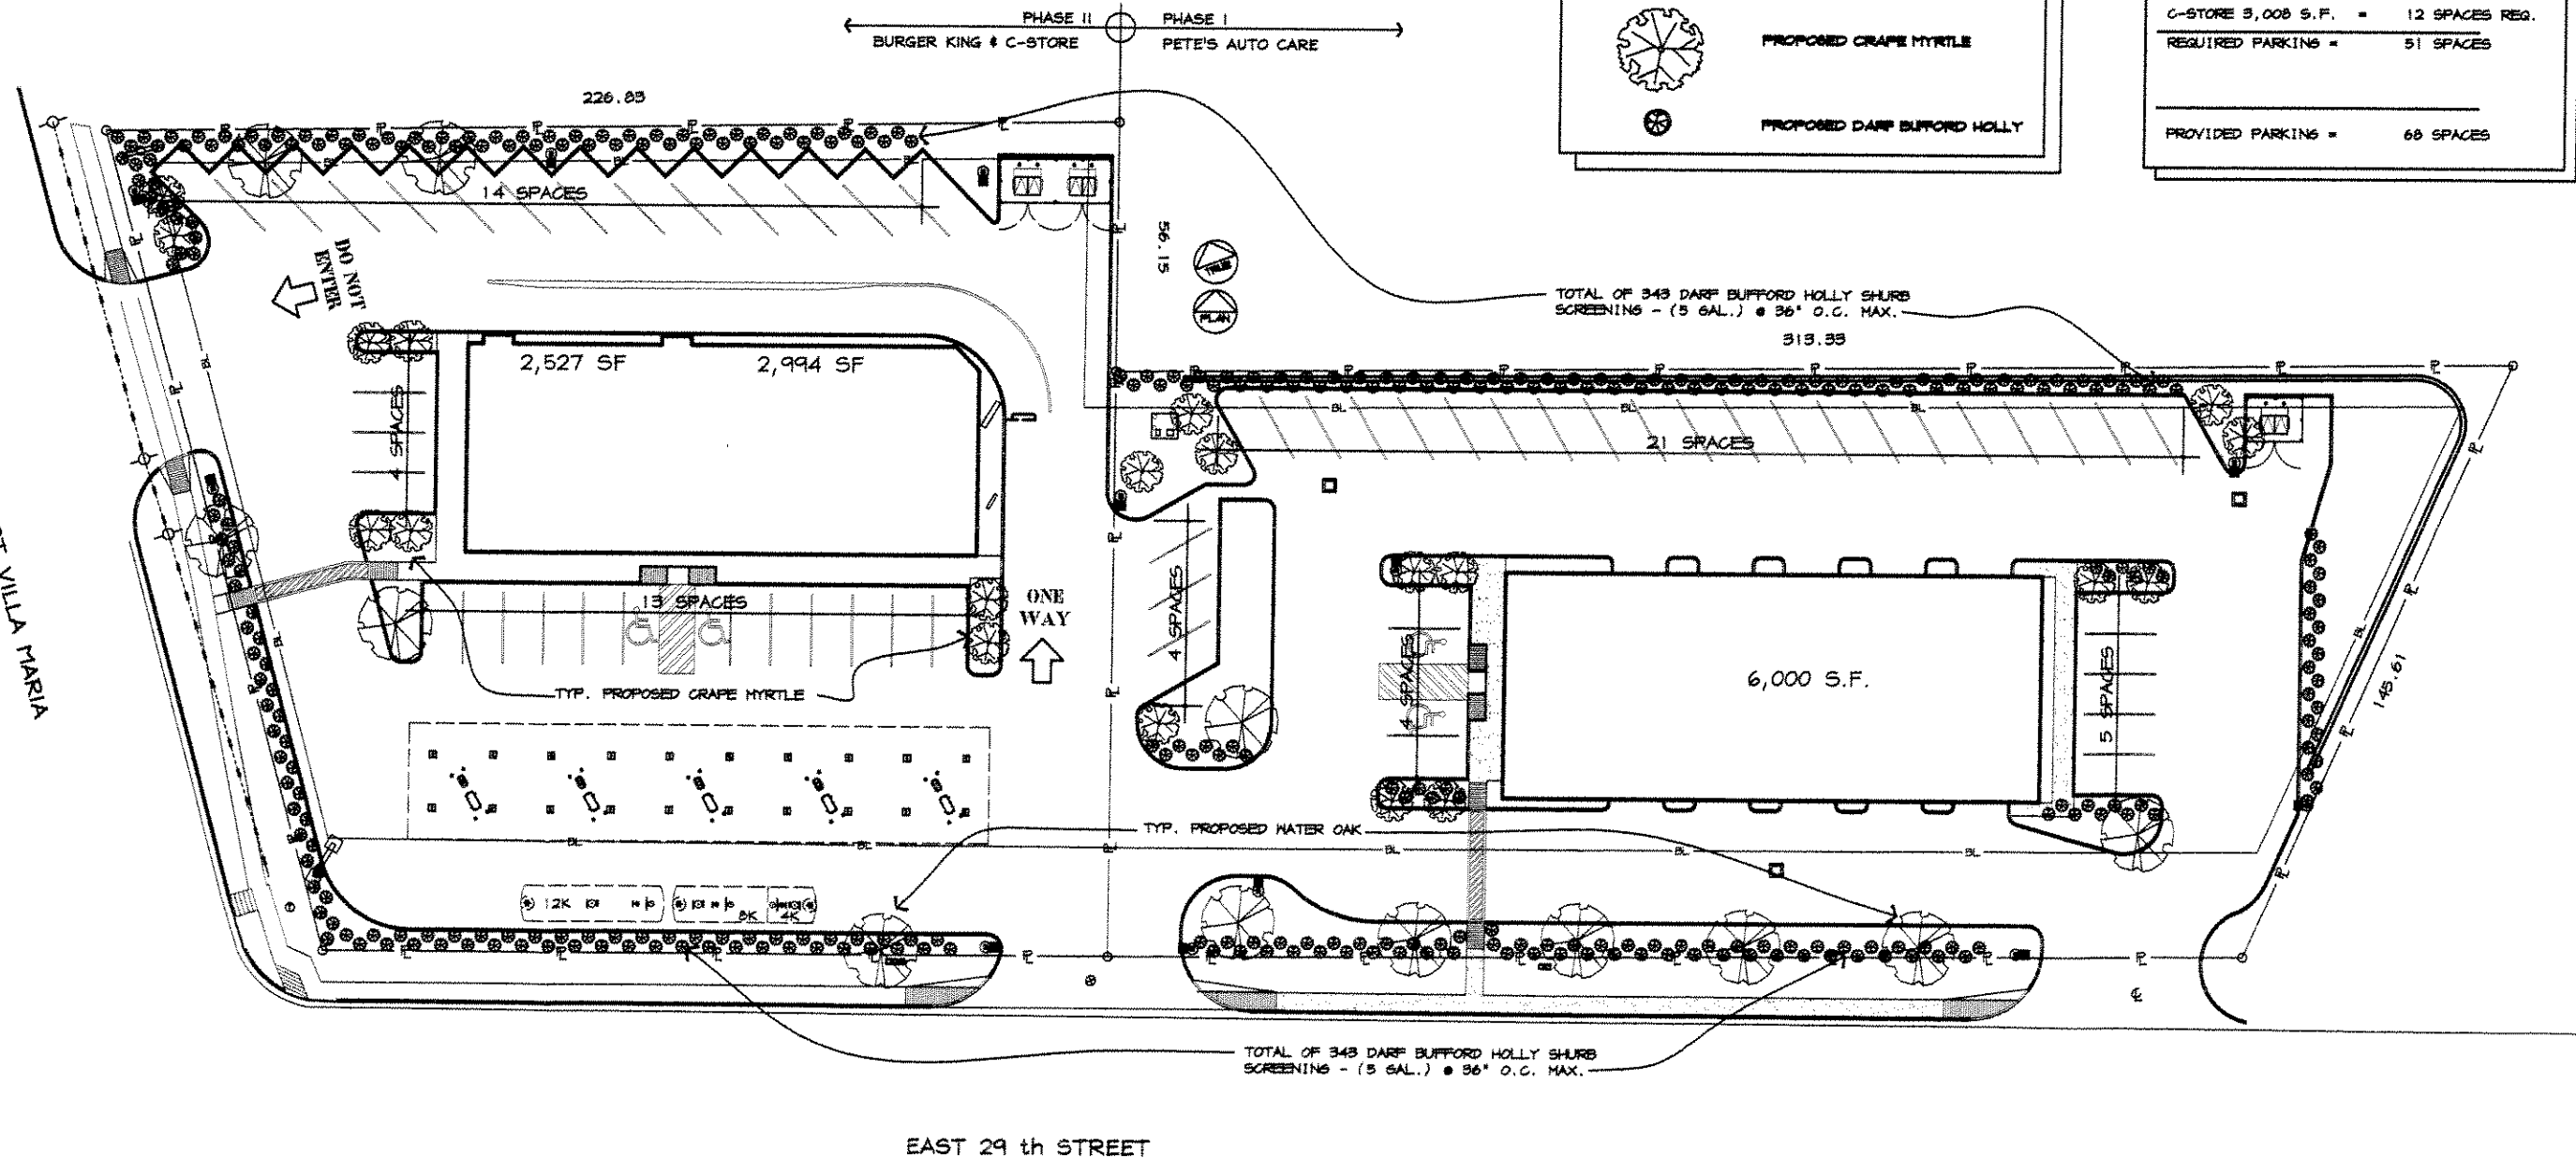 PHASE II
PHASE I
BURGER KING & C-STORE
PETE'S AUTO CARE
PROPOSED CRAPE MYRTLE
PROPOSED DARF BUFFORD HOLLY
C-STORE 3,008 S.F. = 12 SPACES REQ.
REQUIRED PARKING = 51 SPACES
PROVIDED PARKING = 68 SPACES
226.83
14 SPACES
DO NOT
ENTER
56.15
TRUE
PLAN
TOTAL OF 343 DARF BUFFORD HOLLY SHURB
SCREENING - (5 GAL.) @ 36" O.C. MAX.
313.33
2,527 SF
2,994 SF
4 SPACES
21 SPACES
13 SPACES
ONE
WAY
4 SPACES
4 SPACES
6,000 S.F.
5 SPACES
145.61
VILLA MARIA
TYP. PROPOSED CRAPE MYRTLE
TYP. PROPOSED WATER OAK
12K
8K
4K
TOTAL OF 343 DARF BUFFORD HOLLY SHURB
SCREENING - (5 GAL.) @ 36" O.C. MAX.
EAST 29 th STREET